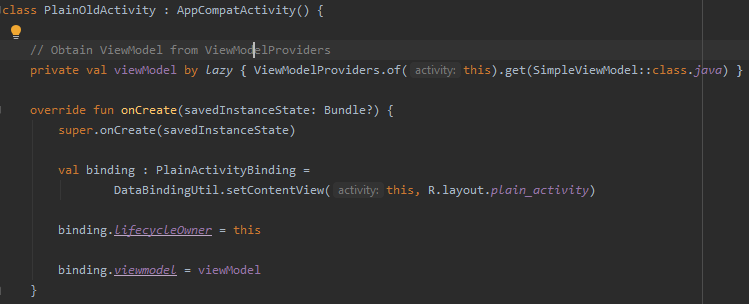 class PlainOldActivity : AppCompatActivity() {
// Obtain ViewModel from ViewModelProviders
private val viewModel by lazy { ViewModelProviders.of( activity: this).get(SimpleViewModel::class.java) }
override fun onCreate(savedInstanceState: Bundle?) {
super.onCreate(savedInstanceState)
val binding : PlainActivityBinding =
DataBindingUtil.setContentView( activity: this, R.layout.plain_activity)
binding.lifecycleOwner = this
binding.viewmodel = viewModel
}